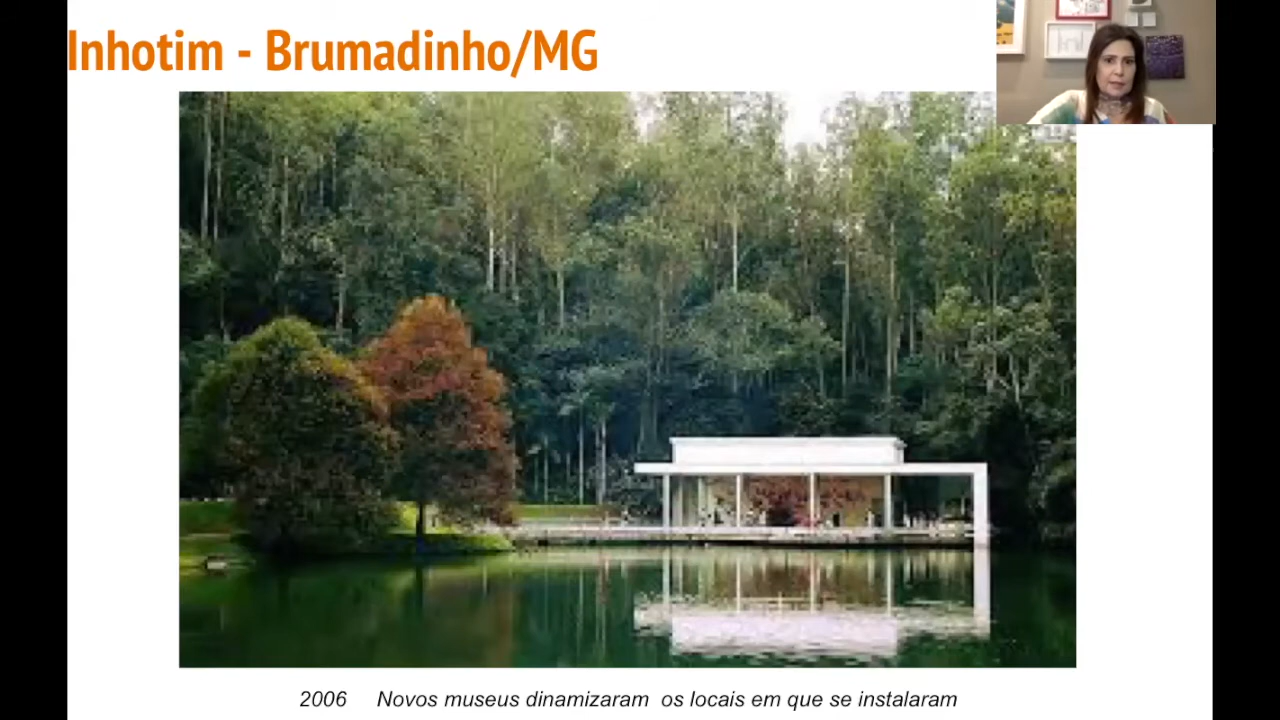 Inhotim - Brumadinho/MG
2006 Novos museus dinamizaram os locais em que se instalaram